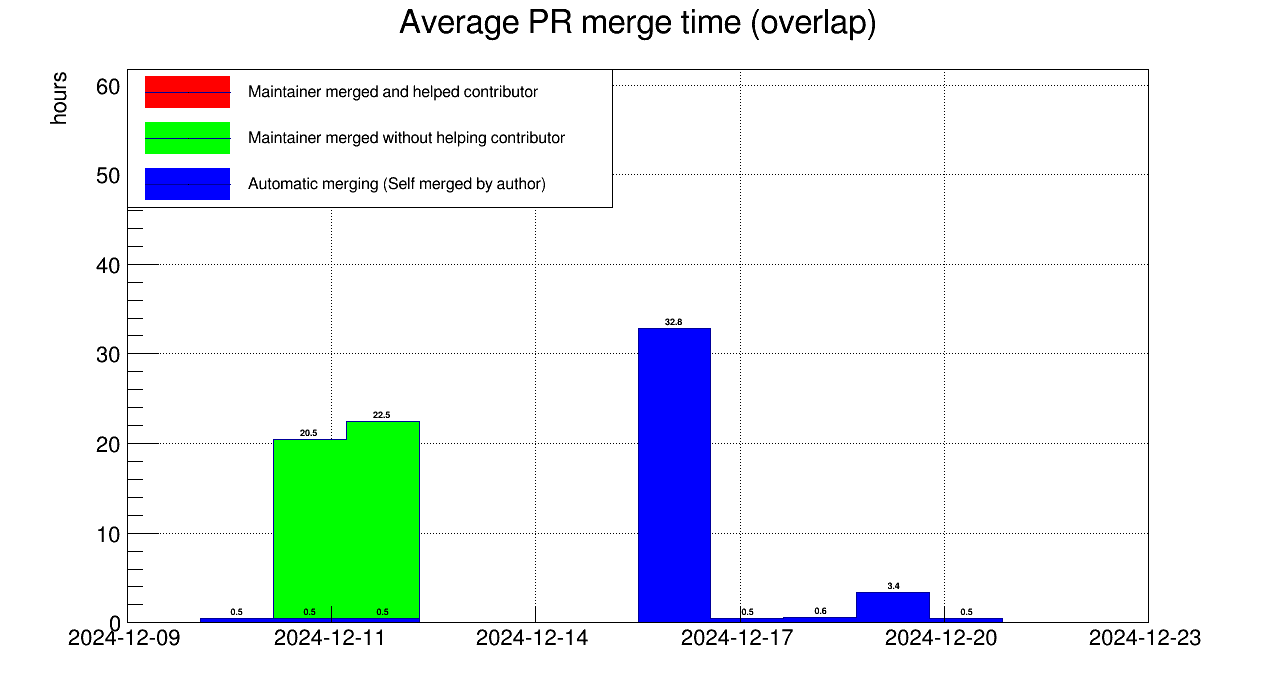 Average PR merge time (overlap)
hours
60
50
40
30
20
10
0
Maintainer merged and helped contributor
Maintainer merged without helping contributor
Automatic merging (Self merged by author)
0.5
20.5
0.5
22.5
0.5
32.8
0.5
0.6
3.4
0.5
2024-12-09 2024-12-11 2024-12-14 2024-12-17 2024-12-20 2024-12-23